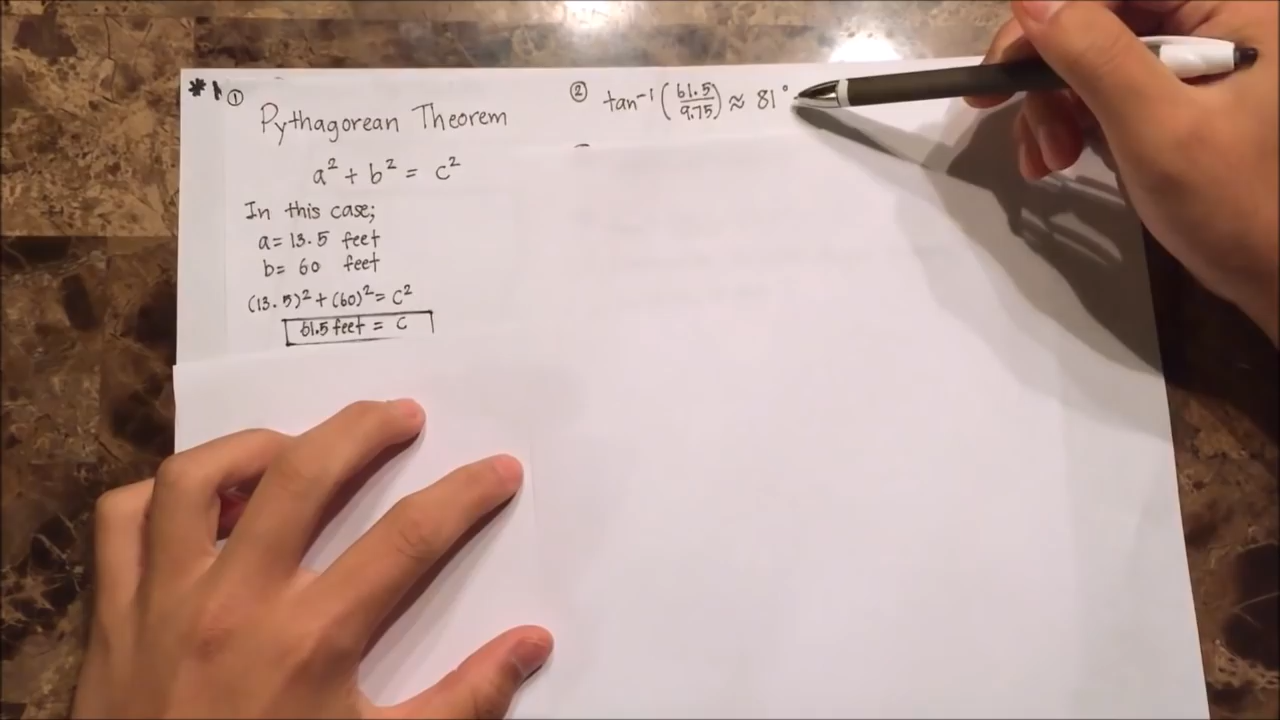 #1 ①
Pythagorean Theorem
a² + b² = c²
In this case;
a = 13.5 feet
b = 60 feet
(13.5)² + (60)² = c²
61.5 feet = c
② tan⁻¹ (61.5/9.75) ≈ 81°